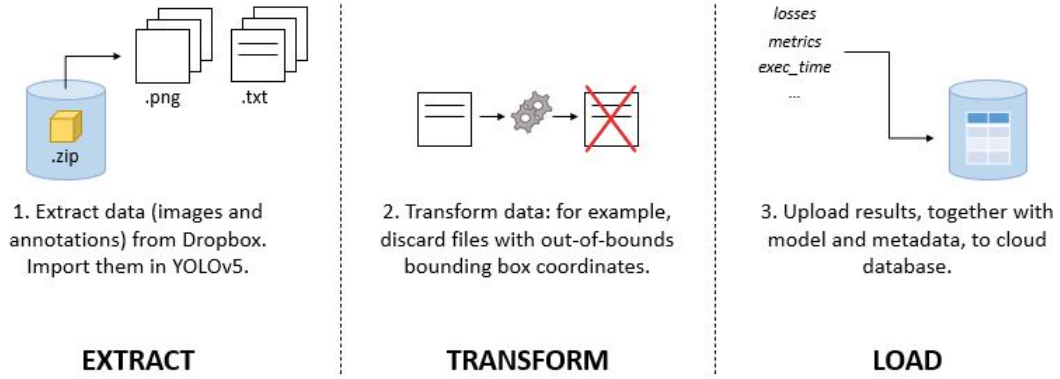 .zip
.png
.txt
1. Extract data (images and
annotations) from Dropbox.
Import them in YOLOv5.
EXTRACT
2. Transform data: for example,
discard files with out-of-bounds
bounding box coordinates.
TRANSFORM
losses
metrics
exec_time
...
3. Upload results, together with
model and metadata, to cloud
database.
LOAD